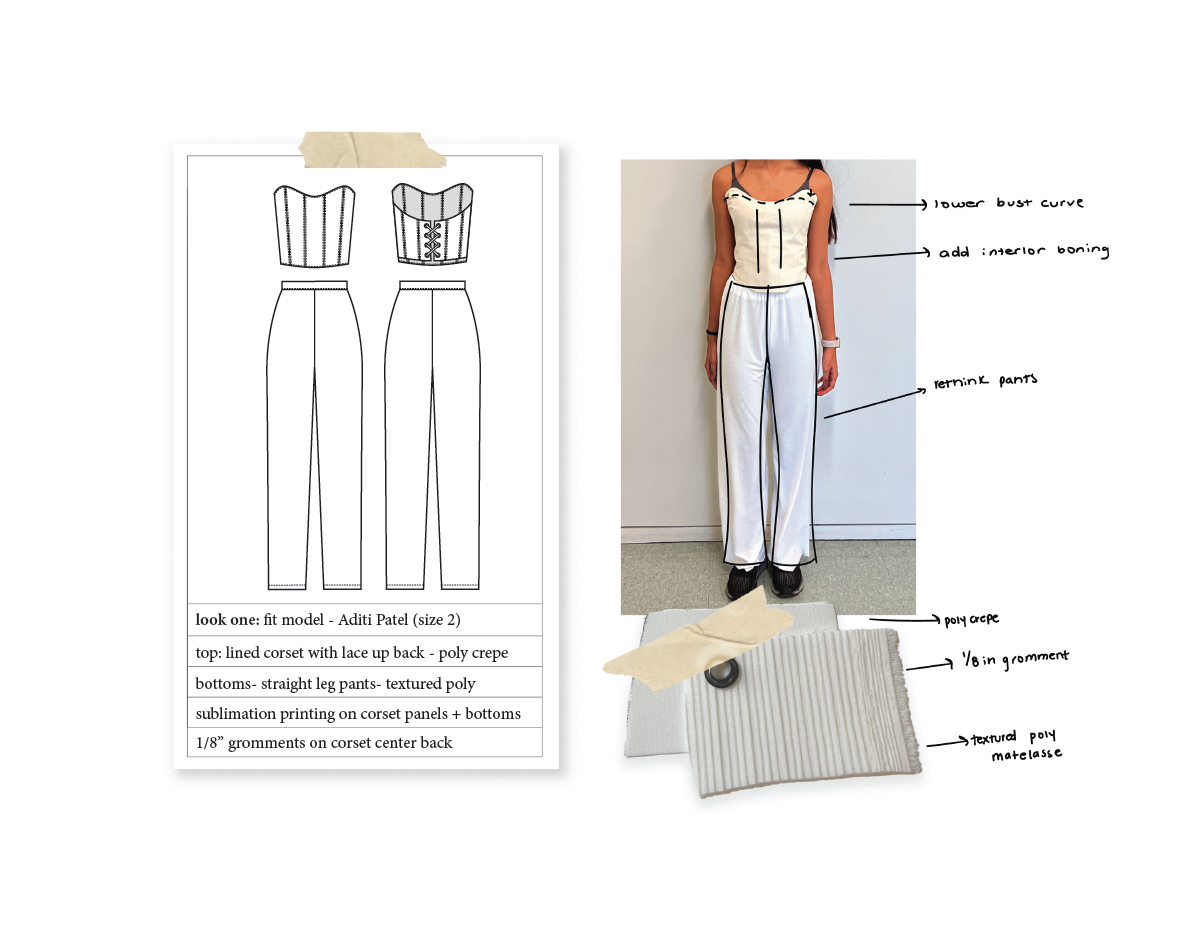 look one: fit model - Aditi Patel (size 2)
top: lined corset with lace up back - poly crepe
bottoms- straight leg pants- textured poly
sublimation printing on corset panels + bottoms
1/8” gromments on corset center back
lower bust curve
add interior boning
rethink pants
poly crepe
1/8 in gromment
textured poly
matelasse